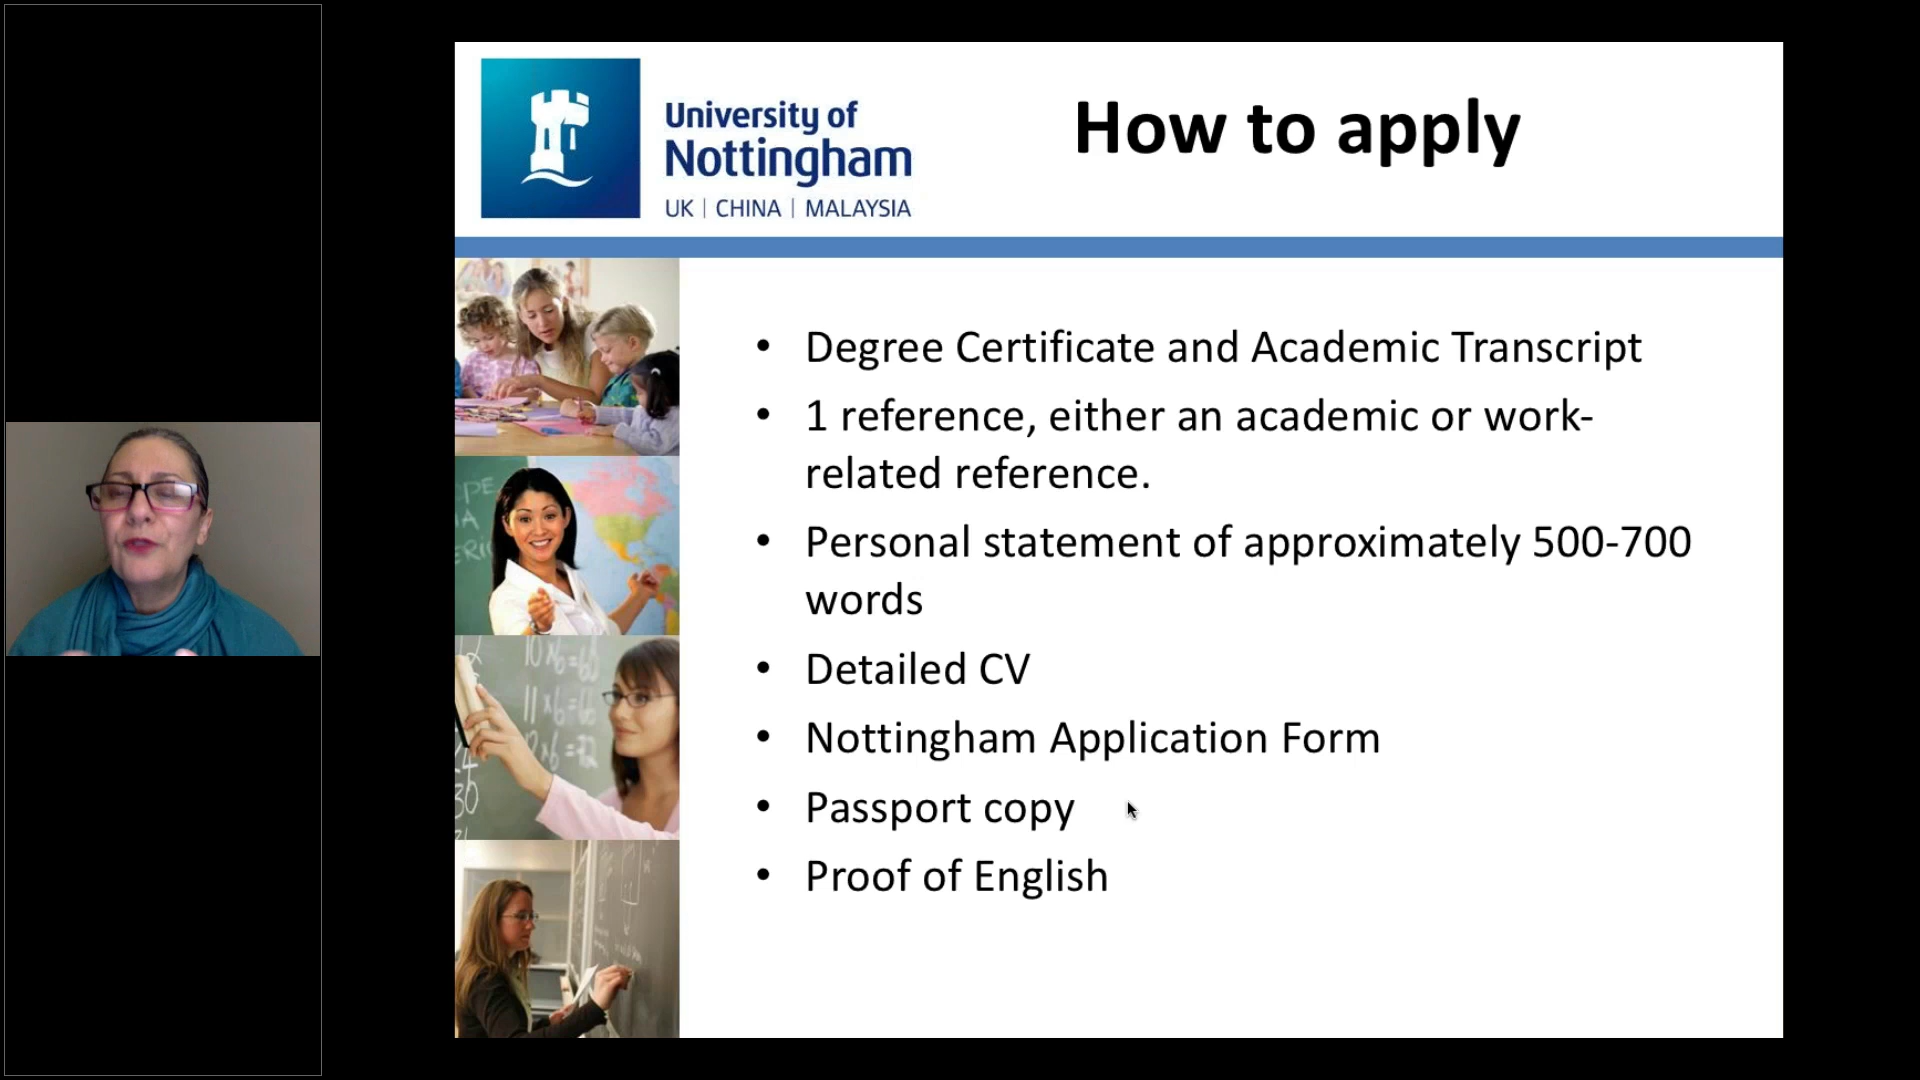 University of
Nottingham
UK | CHINA | MALAYSIA
How to apply
• Degree Certificate and Academic Transcript
• 1 reference, either an academic or work-
related reference.
• Personal statement of approximately 500-700
words
• Detailed CV
• Nottingham Application Form
• Passport copy
• Proof of English